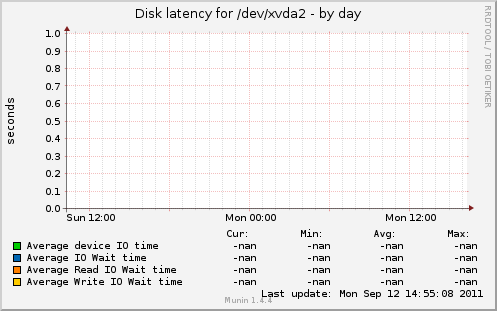 Disk latency for /dev/xvda2 - by day
RRDTOOL / TOBI OETIKER
seconds
1.0
0.9
0.8
0.7
0.6
0.5
0.4
0.3
0.2
0.1
0.0
Sun 12:00 Mon 00:00 Mon 12:00
Cur: Min: Avg: Max:
Average device IO time -nan -nan -nan -nan
Average IO Wait time -nan -nan -nan -nan
Average Read IO Wait time -nan -nan -nan -nan
Average Write IO Wait time -nan -nan -nan -nan
Last update: Mon Sep 12 14:55:08 2011
Munin 1.4.4